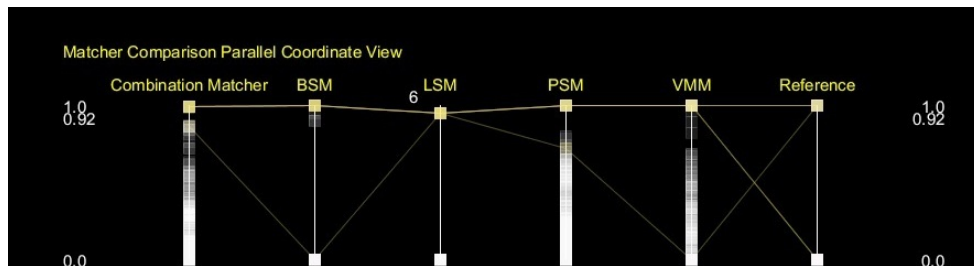 Matcher Comparison Parallel Coordinate View
Combination Matcher BSM LSM PSM VMM Reference
6
1.0 1.0
0.92 0.92
0.0 0.0